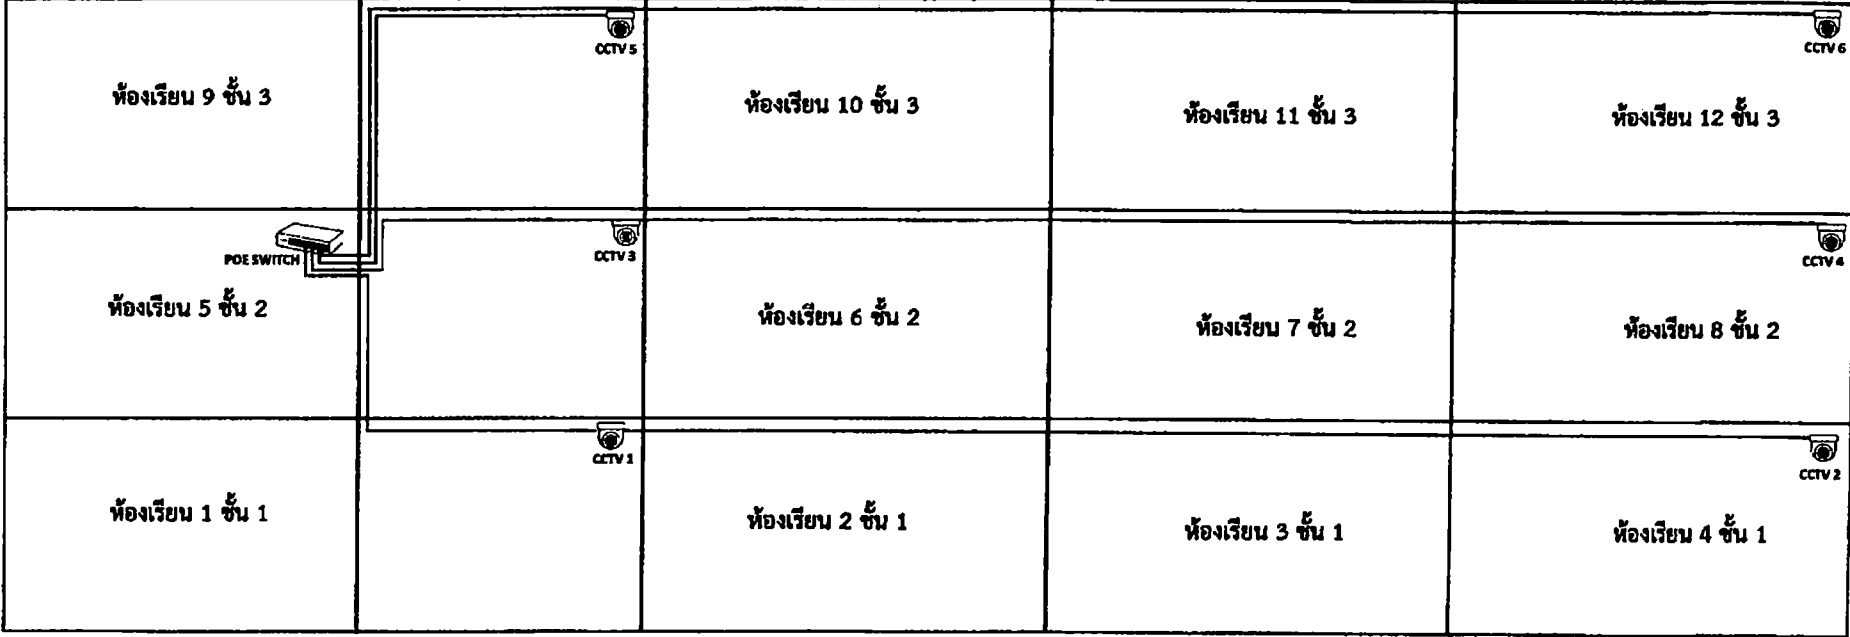 CCTV 5
CCTV 6
ห้องเรียน 9 ชั้น 3
ห้องเรียน 10 ชั้น 3
ห้องเรียน 11 ชั้น 3
ห้องเรียน 12 ชั้น 3
POE SWITCH
CCTV 3
CCTV 4
ห้องเรียน 5 ชั้น 2
ห้องเรียน 6 ชั้น 2
ห้องเรียน 7 ชั้น 2
ห้องเรียน 8 ชั้น 2
CCTV 1
CCTV 2
ห้องเรียน 1 ชั้น 1
ห้องเรียน 2 ชั้น 1
ห้องเรียน 3 ชั้น 1
ห้องเรียน 4 ชั้น 1